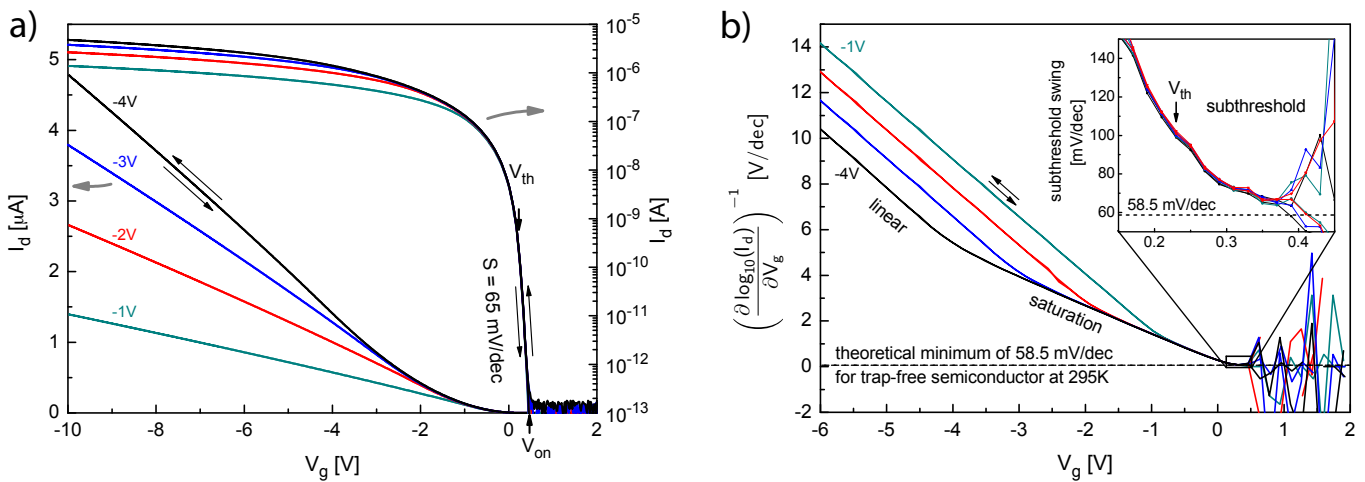 a)
5
4
3
2
1
0
I_d [μA]
-10
-8
-6
-4
-2
0
2
V_g [V]
10^-5
10^-6
10^-7
10^-8
10^-9
10^-10
10^-11
10^-12
10^-13
I_d [A]
-4V
-3V
-2V
-1V
V_th
S = 65 mV/dec
V_on
b)
14
12
10
8
6
4
2
0
-2
(∂ log_10(I_d) / ∂V_g)^-1 [V/dec]
-6
-5
-4
-3
-2
-1
0
1
2
V_g [V]
-1V
-4V
linear
saturation
theoretical minimum of 58.5 mV/dec
for trap-free semiconductor at 295K
subthreshold swing
[mV/dec]
140
120
100
80
60
0.2
0.3
0.4
V_th
subthreshold
58.5 mV/dec